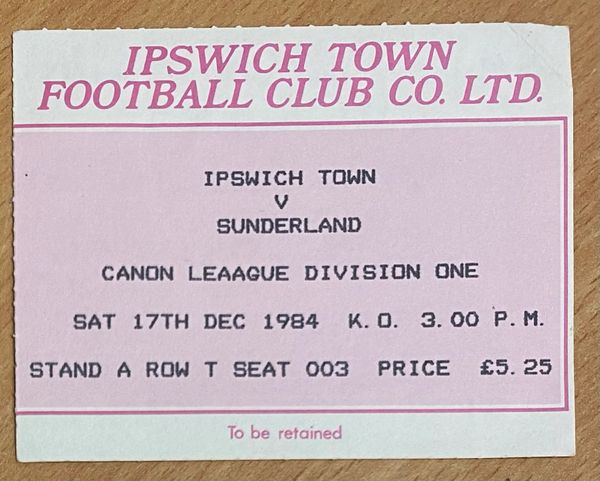 IPSWICH TOWN
FOOTBALL CLUB CO. LTD.
IPSWICH TOWN
V
SUNDERLAND
CANON LEAAGUE DIVISION ONE
SAT 17TH DEC 1984 K.O. 3.00 P.M.
STAND A ROW T SEAT 003 PRICE £5.25
To be retained